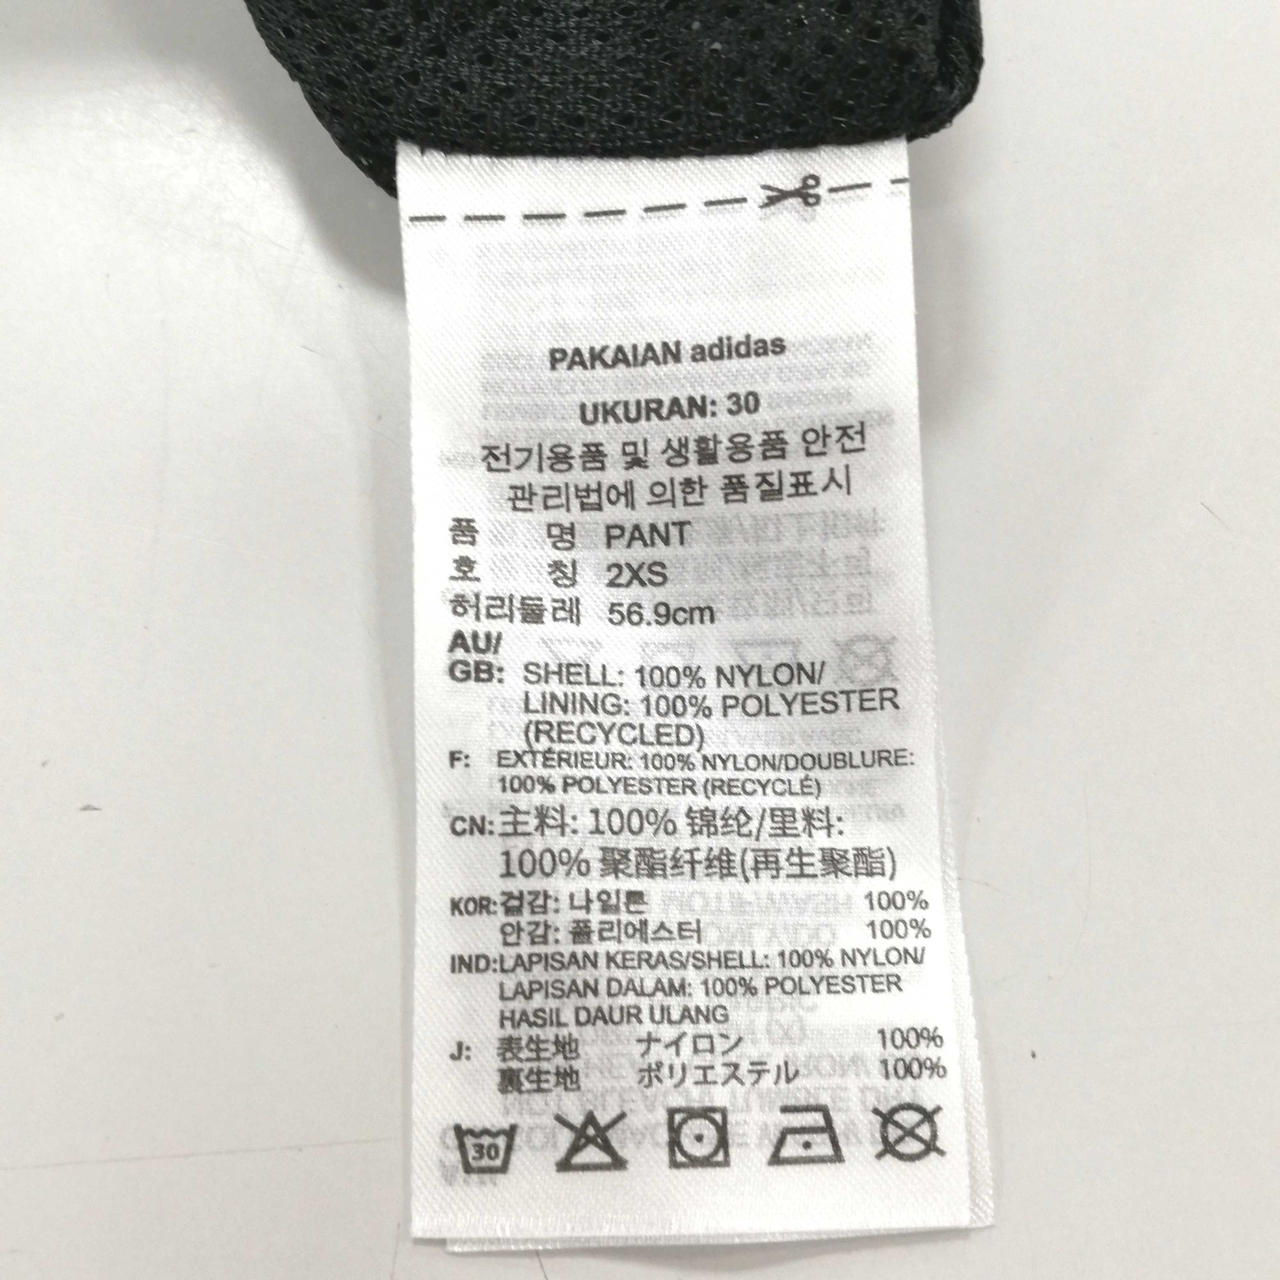 PAKAIAN adidas
UKURAN: 30
전기용품 및 생활용품 안전
관리법에 의한 품질표시
품 명 PANT
호 칭 2XS
허리둘레 56.9cm
AU/
GB: SHELL: 100% NYLON/
LINING: 100% POLYESTER
(RECYCLED)
F: EXTÉRIEUR: 100% NYLON/DOUBLURE:
100% POLYESTER (RECYCLÉ)
CN: 主料: 100% 锦纶/里料:
100% 聚酯纤维(再生聚酯)
KOR: 겉감: 나일론 100%
안감: 폴리에스터 100%
IND: LAPISAN KERAS/SHELL: 100% NYLON/
LAPISAN DALAM: 100% POLYESTER
HASIL DAUR ULANG
J: 表生地 ナイロン 100%
裏生地 ポリエステル 100%
30